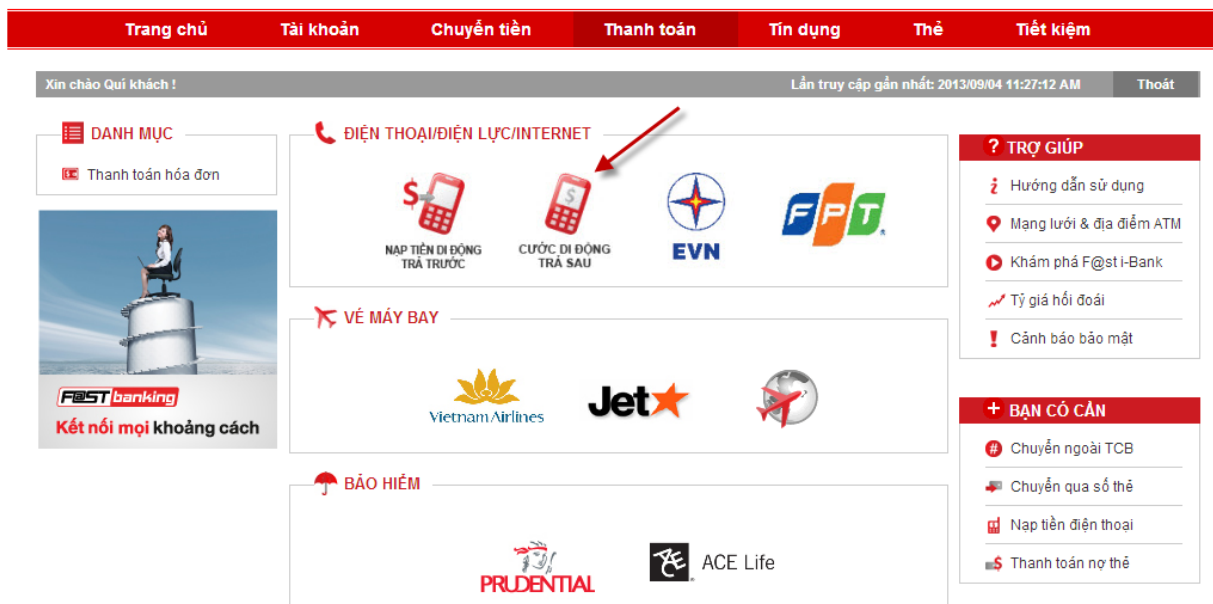 Trang chủ Tài khoản Chuyển tiền Thanh toán Tín dụng Thẻ Tiết kiệm
Xin chào Quí khách ! Lần truy cập gần nhất: 2013/09/04 11:27:12 AM Thoát
DANH MỤC
Thanh toán hóa đơn
F@ST banking
Kết nối mọi khoảng cách
ĐIỆN THOẠI/ĐIỆN LỰC/INTERNET
NẠP TIỀN DI ĐỘNG
TRẢ TRƯỚC
CƯỚC DI ĐỘNG
TRẢ SAU
EVN
FPT
VÉ MÁY BAY
Vietnam Airlines
Jet
BẢO HIỂM
PRUDENTIAL
ACE
ACE Life
TRỢ GIÚP
Hướng dẫn sử dụng
Mạng lưới & địa điểm ATM
Khám phá F@st i-Bank
Tỷ giá hối đoái
Cảnh báo bảo mật
BẠN CÓ CẦN
Chuyển ngoài TCB
Chuyển qua số thẻ
Nạp tiền điện thoại
Thanh toán nợ thẻ